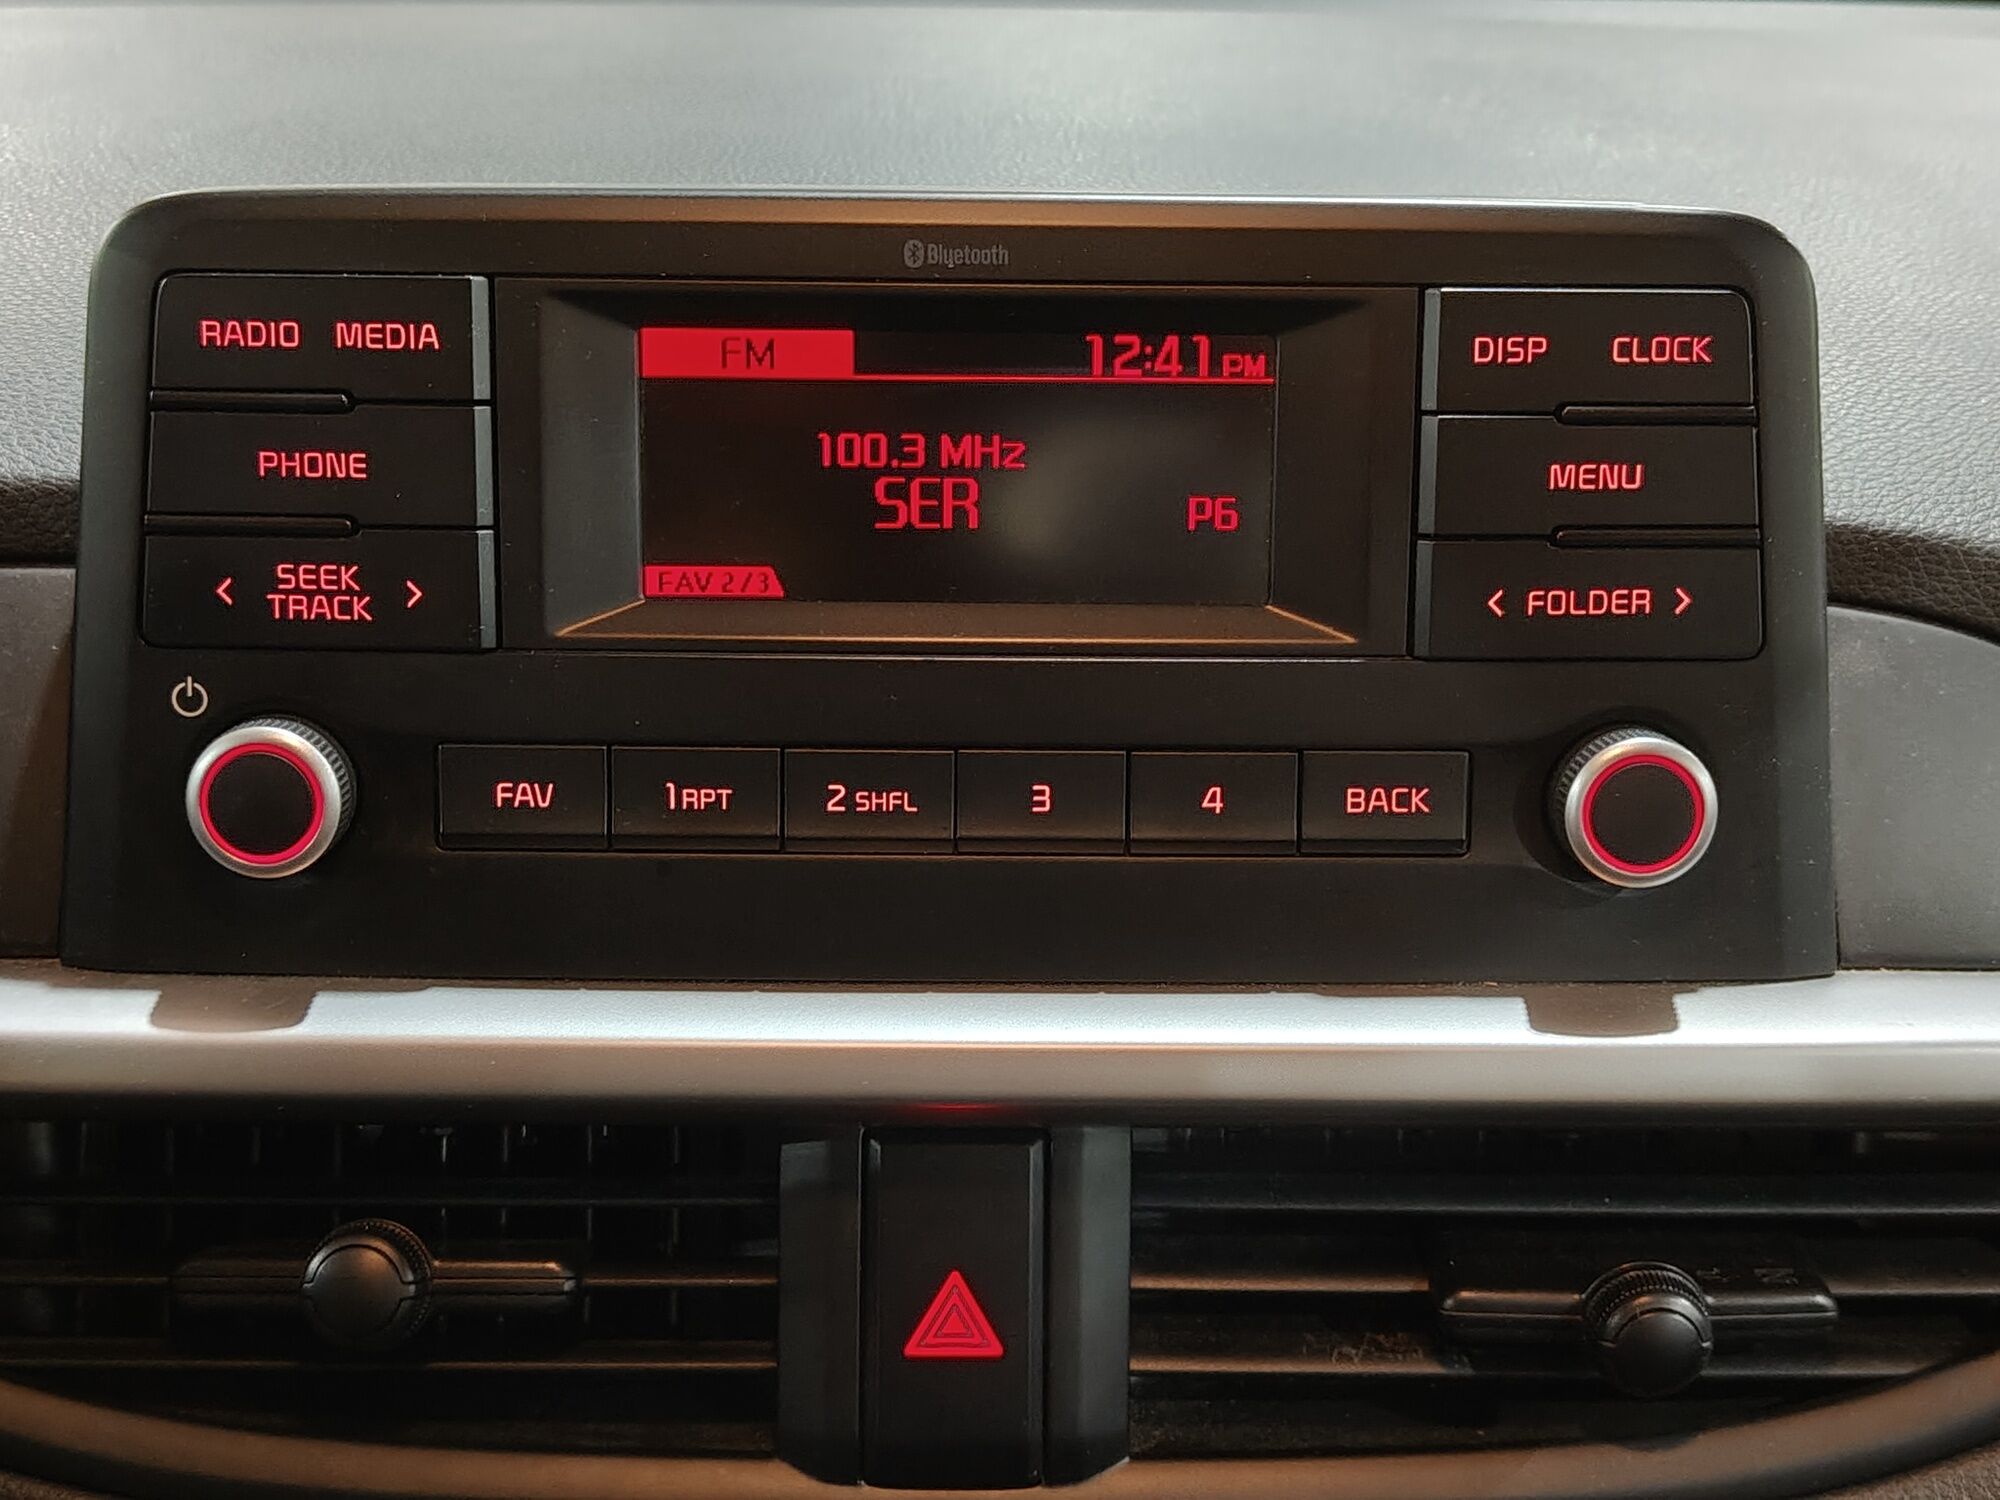 Bluetooth
RADIO MEDIA
PHONE
< SEEK TRACK >
FM 12:41 PM
100.3 MHz
SER
P6
FAV 2/3
DISP CLOCK
MENU
< FOLDER >
FAV 1 RPT 2 SHFL 3 4 BACK